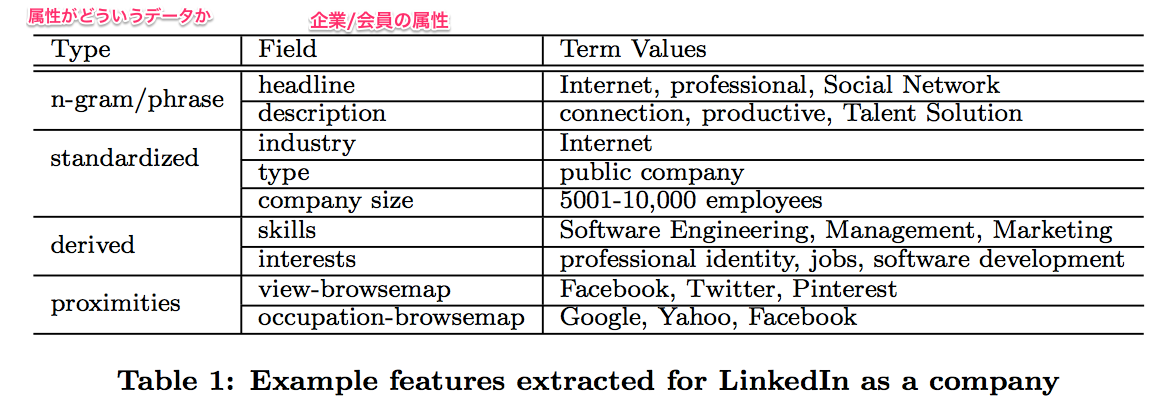 属性がどういうデータか 企業/会員の属性
Type Field Term Values
n-gram/phrase headline Internet, professional, Social Network
description connection, productive, Talent Solution
standardized industry Internet
type public company
company size 5001-10,000 employees
derived skills Software Engineering, Management, Marketing
interests professional identity, jobs, software development
proximities view-browsemap Facebook, Twitter, Pinterest
occupation-browsemap Google, Yahoo, Facebook
Table 1: Example features extracted for LinkedIn as a company